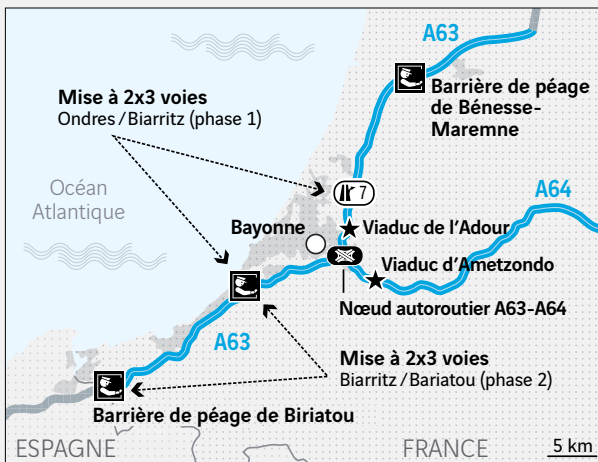 A63
Barrière de péage
de Bénesse-
Maremne
Mise à 2x3 voies
Ondres / Biarritz (phase 1)
Océan
Atlantique
7
A64
Bayonne
Viaduc de l'Adour
Viaduc d'Ametzondo
Nœud autoroutier A63-A64
A63
Mise à 2x3 voies
Biarritz / Bariatou (phase 2)
Barrière de péage de Biriatou
ESPAGNE
FRANCE
5 km